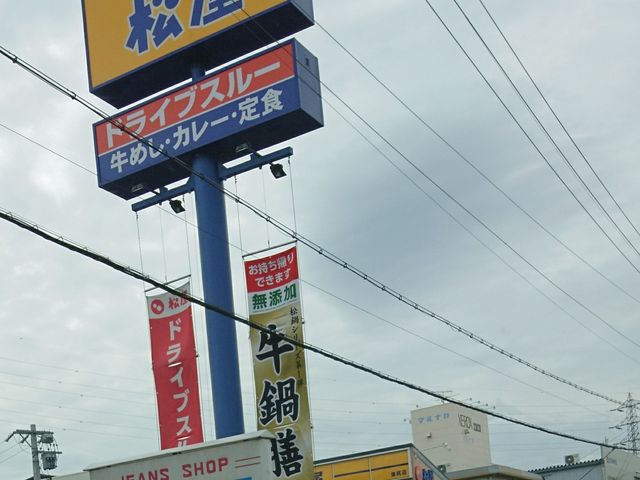 松屋
ドライブスルー
牛めし・カレー・定食
お持ち帰り
できます
無添加
牛鍋膳
松屋
ドライブスル
JEANS SHOP